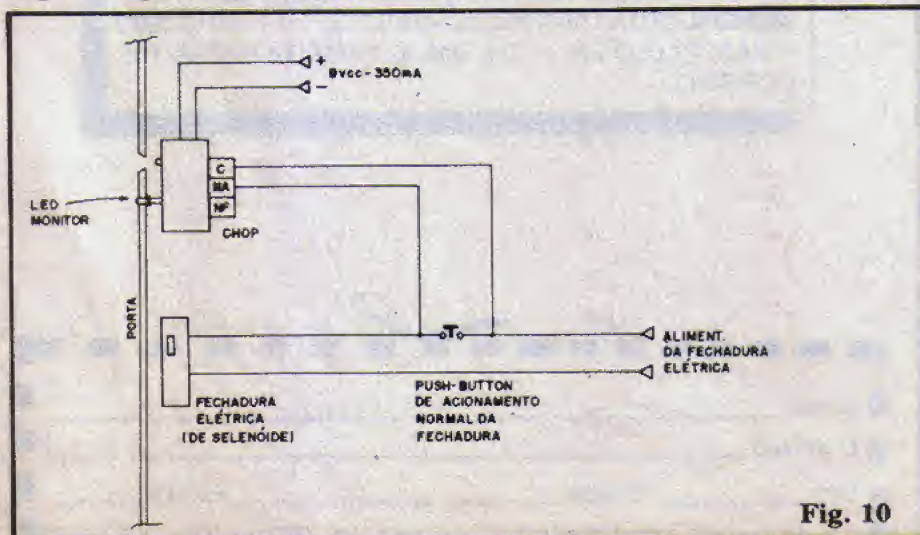 +
9vcc-350mA
–
C
NA
NF
CHOP
LED
MONITOR
PORTA
ALIMENT.
DA FECHADURA
ELÉTRICA
FECHADURA
ELÉTRICA
(DE SELENÓIDE)
PUSH-BUTTON
DE ACIONAMENTO
NORMAL DA
FECHADURA
Fig. 10